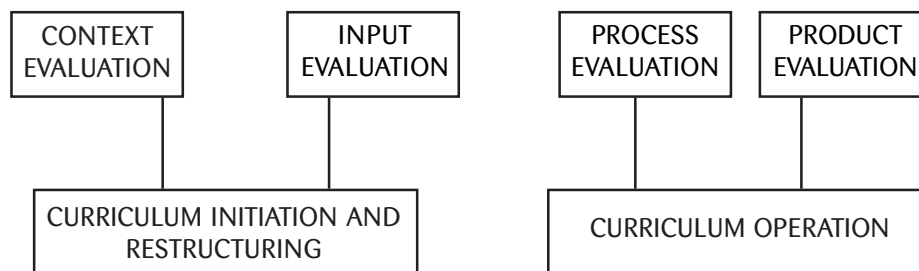 CONTEXT
EVALUATION
INPUT
EVALUATION
PROCESS
EVALUATION
PRODUCT
EVALUATION
CURRICULUM INITIATION AND
RESTRUCTURING
CURRICULUM OPERATION